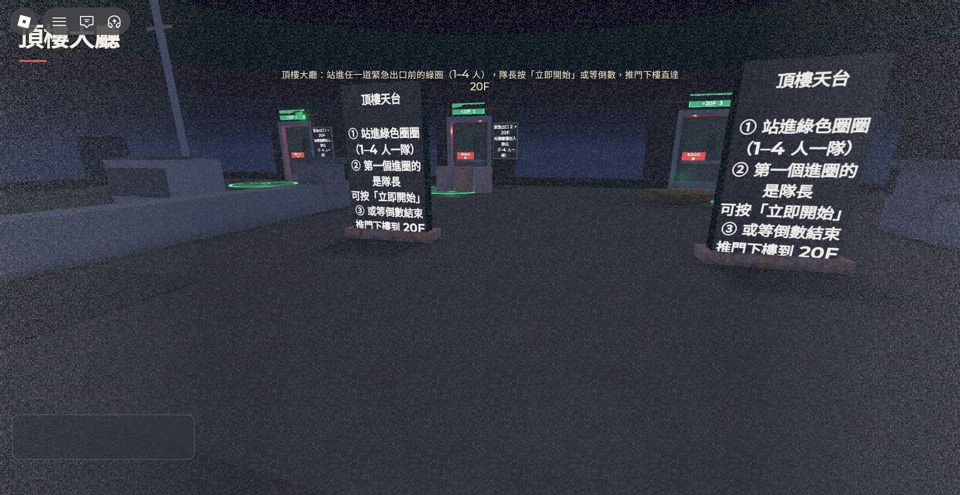 頂樓大廳
頂樓大廳：站進任一道緊急出口前的綠圈（1–4 人），隊長按「立即開始」或等倒數，推門下樓直達
20F
頂樓天台
① 站進綠色圈圈
（1–4 人一隊）
② 第一個進圈的
是隊長
可按「立即開始」
③ 或等倒數結束
推門下樓到 20F
頂樓天台
① 站進綠色圈圈
（1–4 人一隊）
② 第一個進圈的
是隊長
可按「立即開始」
③ 或等倒數結束
推門下樓到 20F
20F 3